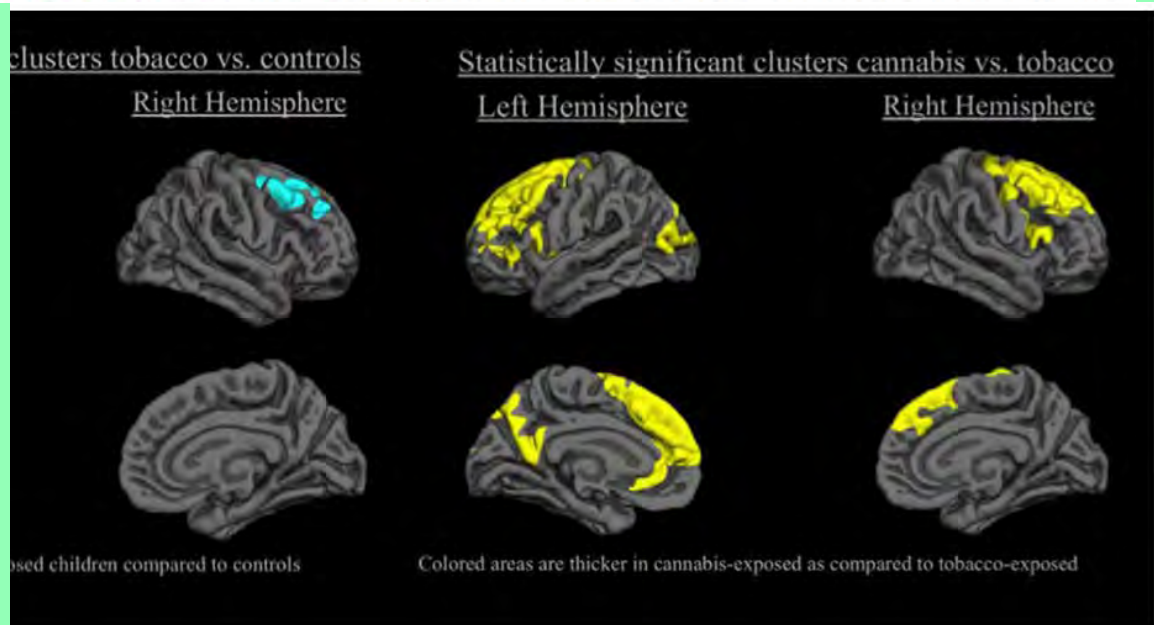 clusters tobacco vs. controls
Right Hemisphere
Statistically significant clusters cannabis vs. tobacco
Left Hemisphere
Right Hemisphere
osed children compared to controls
Colored areas are thicker in cannabis-exposed as compared to tobacco-exposed